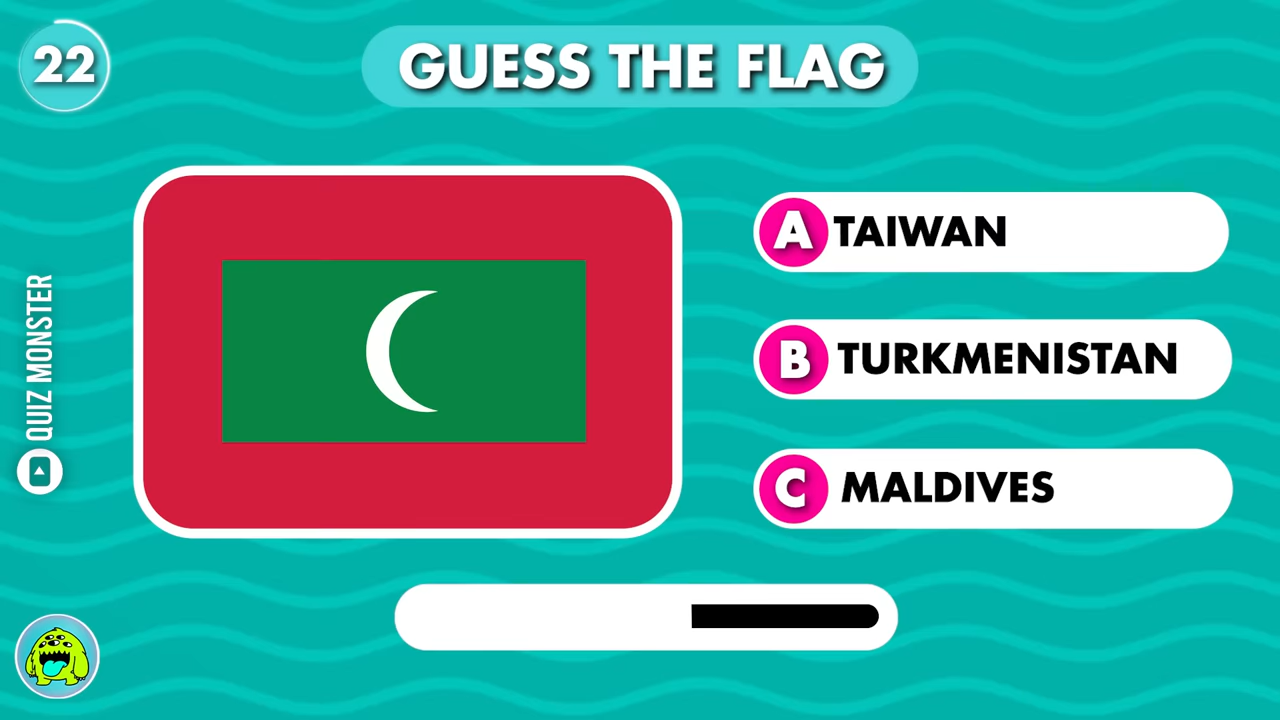 22
GUESS THE FLAG
A TAIWAN
B TURKMENISTAN
C MALDIVES
QUIZ MONSTER